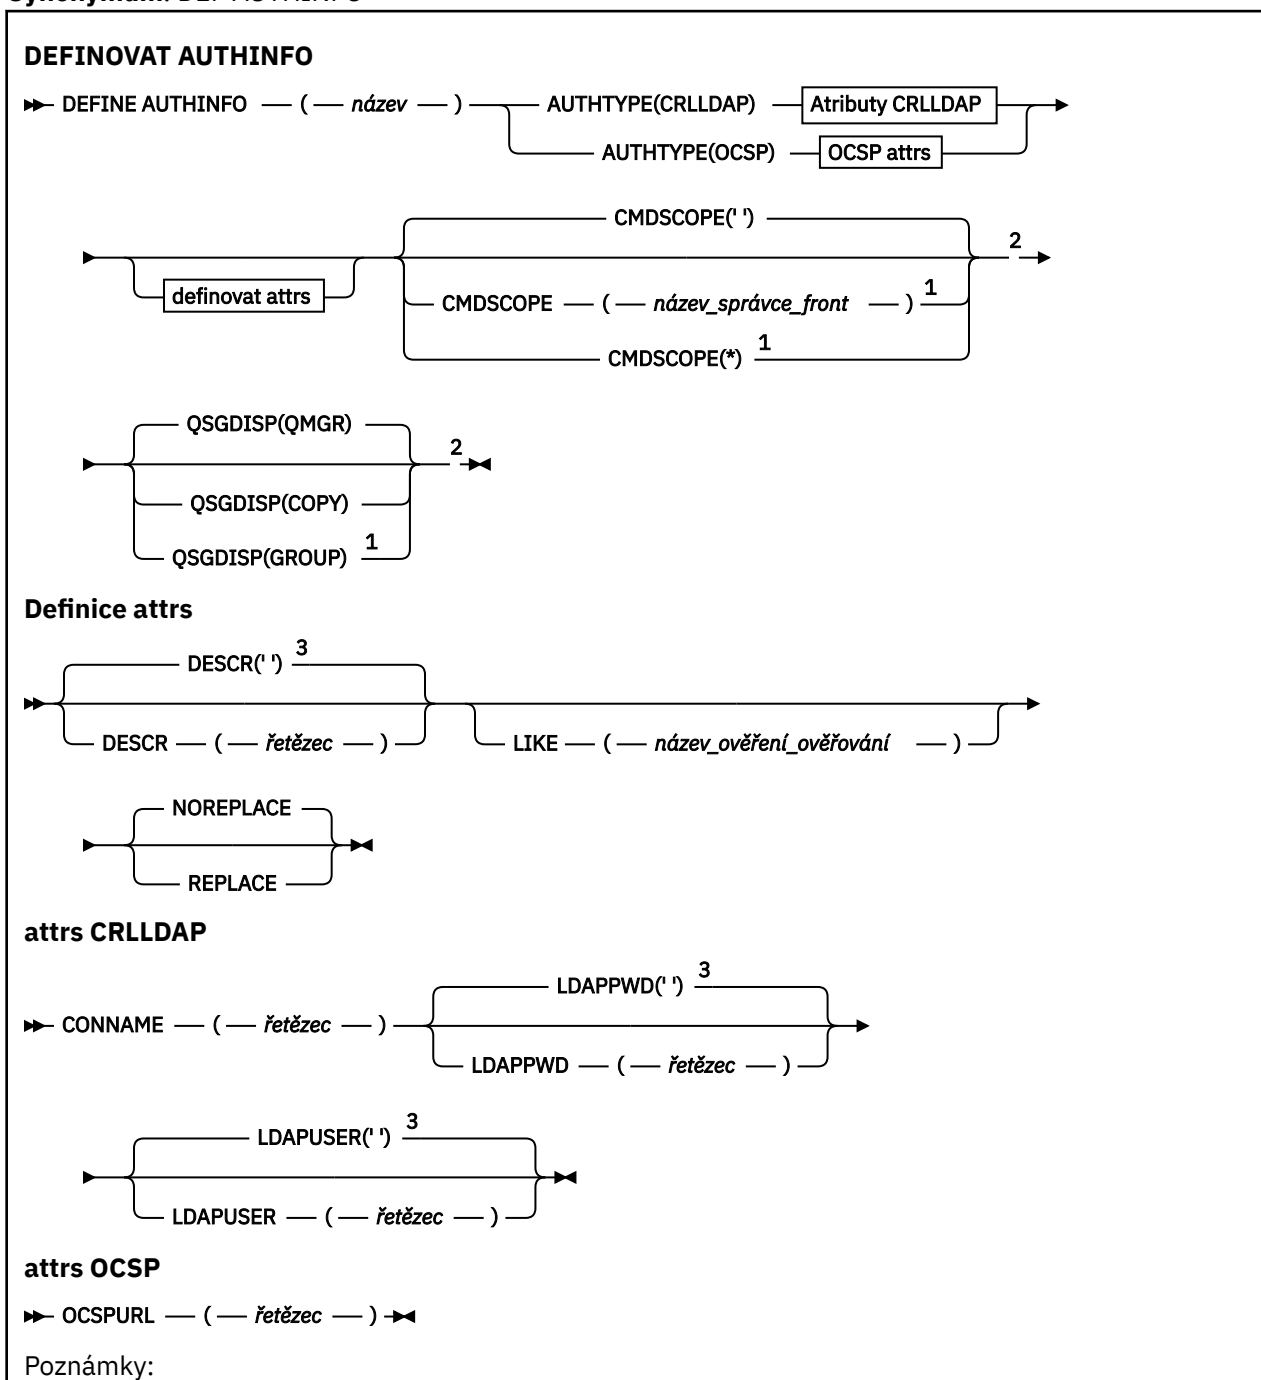 DEFINOVAT AUTHINFO
DEFINE AUTHINFO ( název ) AUTHTYPE(CRLLDAP) Atributy CRLLDAP
AUTHTYPE(OCSP) OCSP attrs
CMDSCOPE(' ')
2
definovat attrs
CMDSCOPE ( název_správce_front ) 1
CMDSCOPE(*) 1
QSGDISP(QMGR)
2
QSGDISP(COPY)
QSGDISP(GROUP) 1
Definice attrs
DESCR(' ') 3
DESCR ( řetězec ) LIKE ( název_ověření_ověřování )
NOREPLACE
REPLACE
attrs CRLLDAP
LDAPPWD(' ') 3
CONNAME ( řetězec )
LDAPPWD ( řetězec )
LDAPUSER(' ') 3
LDAPUSER ( řetězec )
attrs OCSP
OCSPURL ( řetězec )
Poznámky: